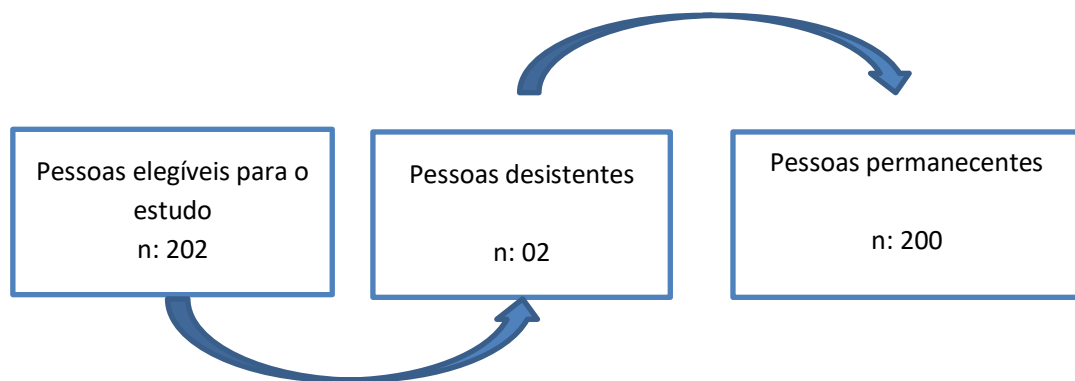 Pessoas elegíveis para o
estudo
n: 202
Pessoas desistentes
n: 02
Pessoas permanecentes
n: 200